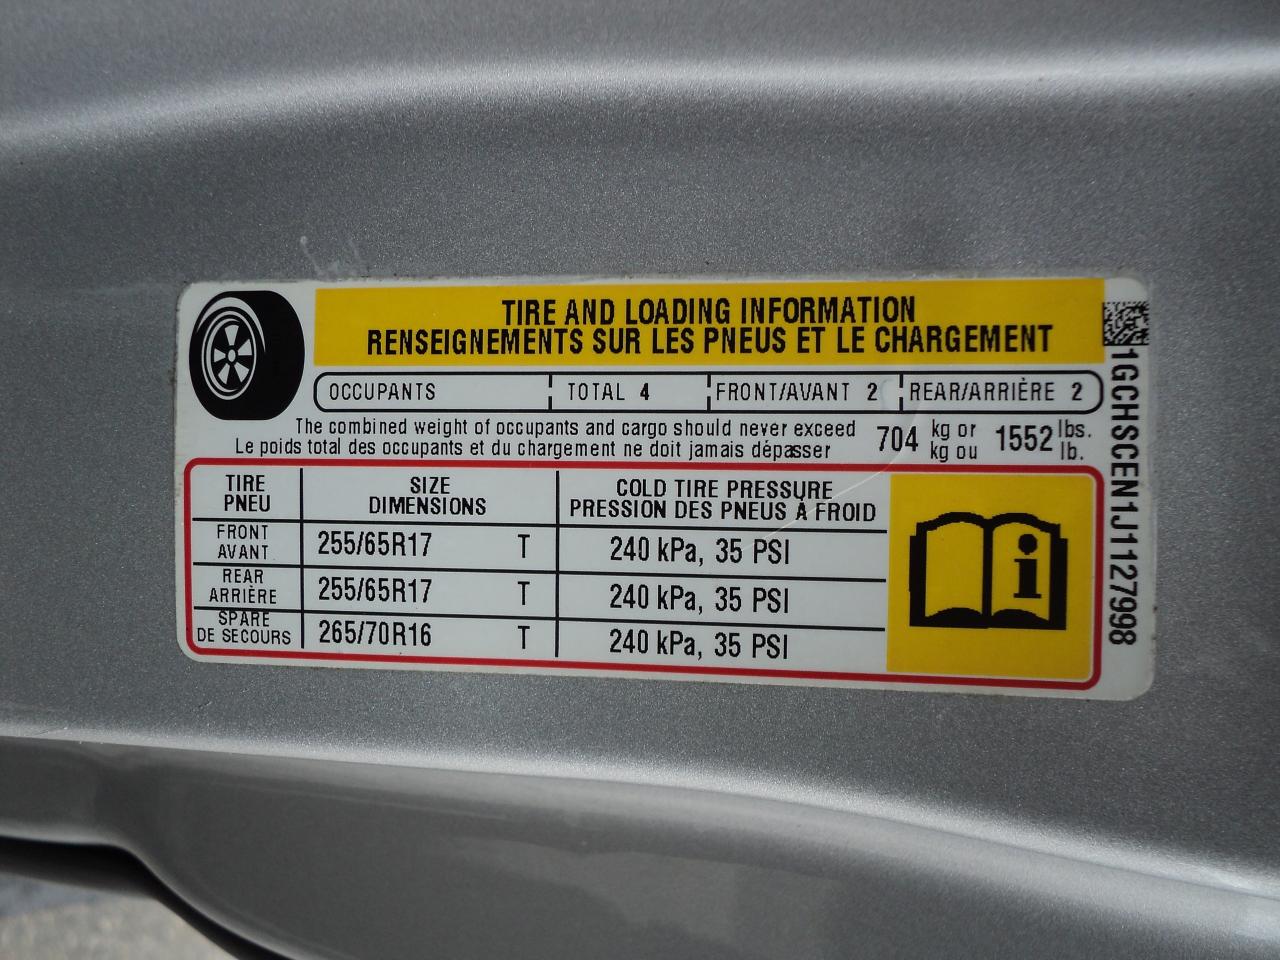 TIRE AND LOADING INFORMATION
RENSEIGNEMENTS SUR LES PNEUS ET LE CHARGEMENT
OCCUPANTS TOTAL 4 FRONT/AVANT 2 REAR/ARRIÈRE 2
The combined weight of occupants and cargo should never exceed 704 kg or 1552 lbs.
Le poids total des occupants et du chargement ne doit jamais dépasser kg ou lb.
TIRE SIZE COLD TIRE PRESSURE
PNEU DIMENSIONS PRESSION DES PNEUS À FROID
FRONT
AVANT 255/65R17 T 240 kPa, 35 PSI
REAR
ARRIÈRE 255/65R17 T 240 kPa, 35 PSI
SPARE
DE SECOURS 265/70R16 T 240 kPa, 35 PSI
i
1GCHSCEN1J1127998